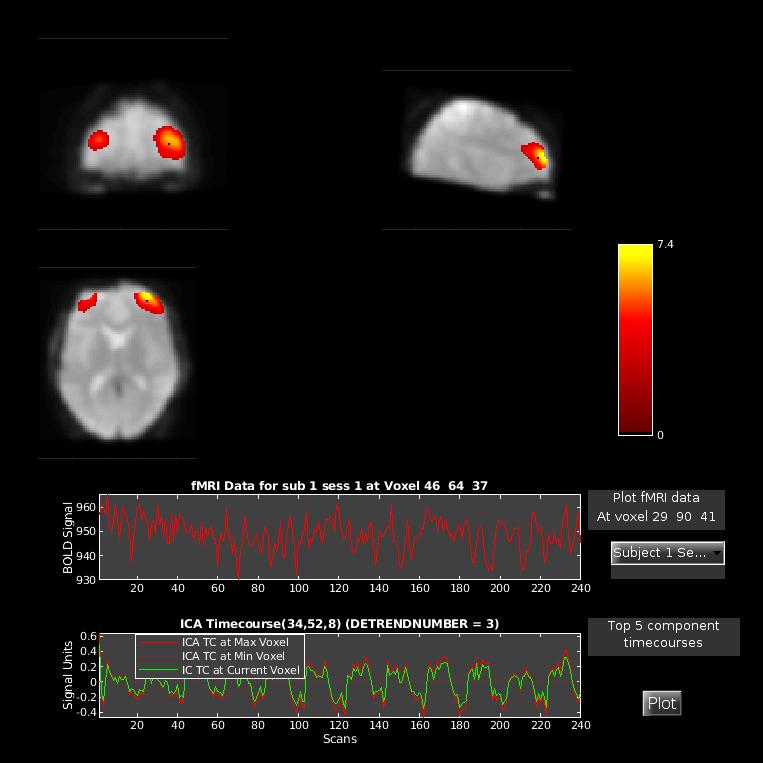 7.4
0
fMRI Data for sub 1 sess 1 at Voxel 46 64 37
BOLD Signal
960
950
940
930
20 40 60 80 100 120 140 160 180 200 220 240
Plot fMRI data
At voxel 29 90 41
Subject 1 Se...
ICA Timecourse(34,52,8) (DETRENDNUMBER = 3)
Signal Units
0.6
0.4
0.2
0
-0.2
-0.4
ICA TC at Max Voxel
ICA TC at Min Voxel
IC TC at Current Voxel
20 40 60 80 100 120 140 160 180 200 220 240
Scans
Top 5 component
timecourses
Plot